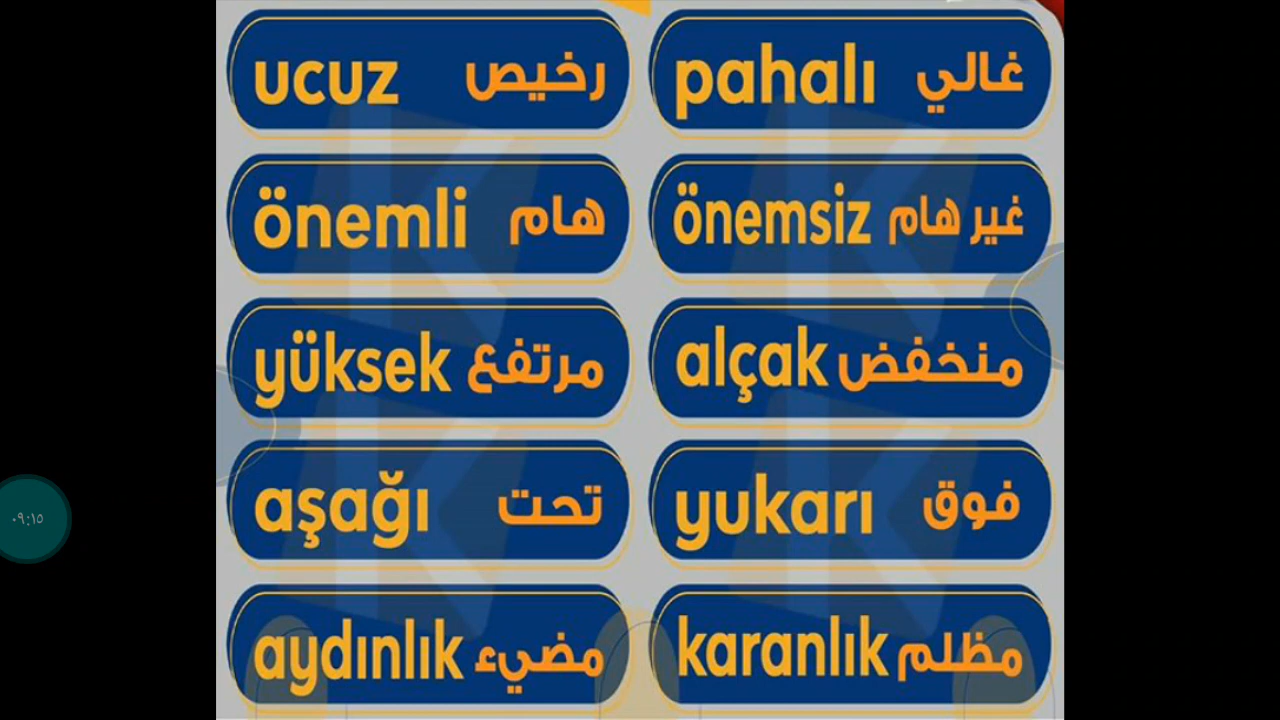 ucuz رخيص
pahalı غالي
önemli هام
önemsiz غير هام
yüksek مرتفع
alçak منخفض
aşağı تحت
yukarı فوق
aydınlık مضيء
karanlık مظلم
٠٩:١٥